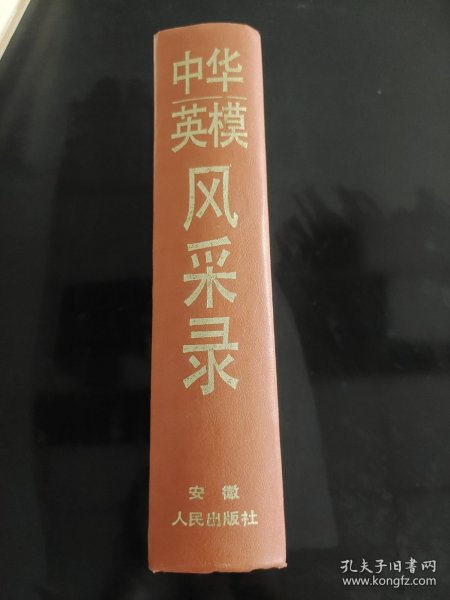 中华
英模
风采录
安徽
人民出版社
孔夫子旧书网
www.kongfz.com